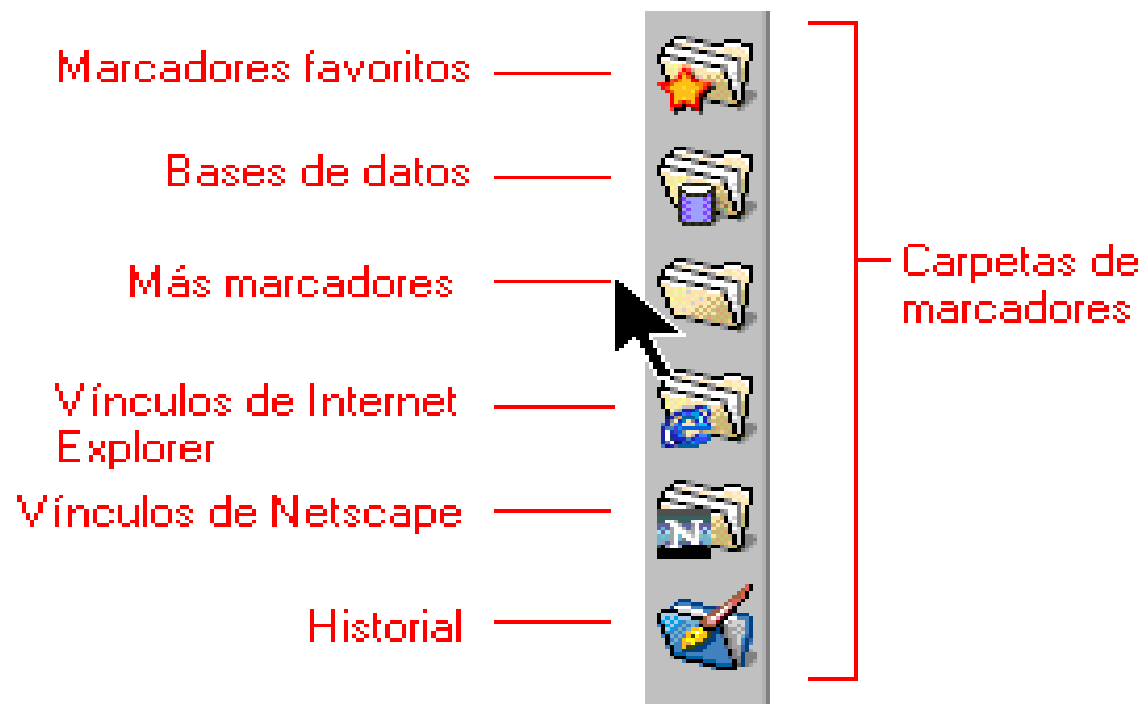 Marcadores favoritos
Bases de datos
Más marcadores
Vínculos de Internet
Explorer
Vínculos de Netscape
N
Historial
Carpetas de
marcadores